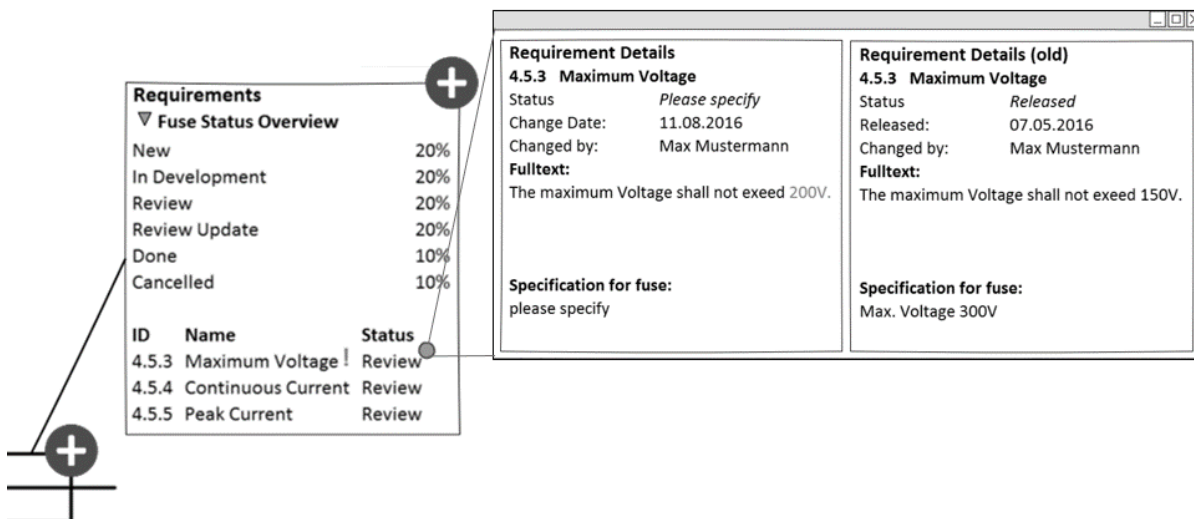 Requirements
Fuse Status Overview
New 20%
In Development 20%
Review 20%
Review Update 20%
Done 10%
Cancelled 10%
ID Name Status
4.5.3 Maximum Voltage ! Review
4.5.4 Continuous Current Review
4.5.5 Peak Current Review
Requirement Details
4.5.3 Maximum Voltage
Status Please specify
Change Date: 11.08.2016
Changed by: Max Mustermann
Fulltext:
The maximum Voltage shall not exeed 200V.
Specification for fuse:
please specify
Requirement Details (old)
4.5.3 Maximum Voltage
Status Released
Released: 07.05.2016
Changed by: Max Mustermann
Fulltext:
The maximum Voltage shall not exeed 150V.
Specification for fuse:
Max. Voltage 300V